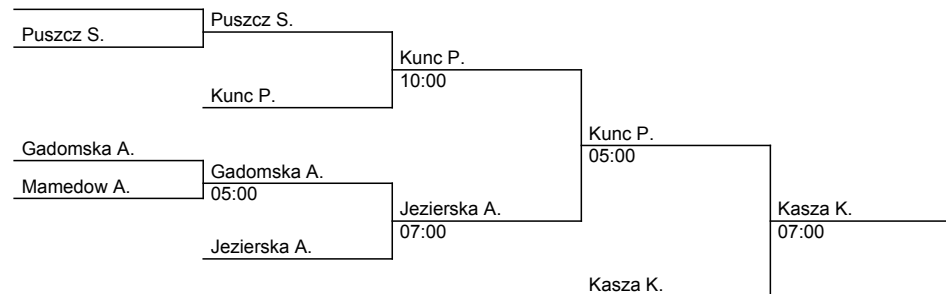 Puszcz S.
Puszcz S.
Kunc P.
10:00
Kunc P.
Gadomska A.
Mamedow A.
Gadomska A.
05:00
Jezierska A.
Jezierska A.
07:00
Kunc P.
05:00
Kasza K.
Kasza K.
07:00